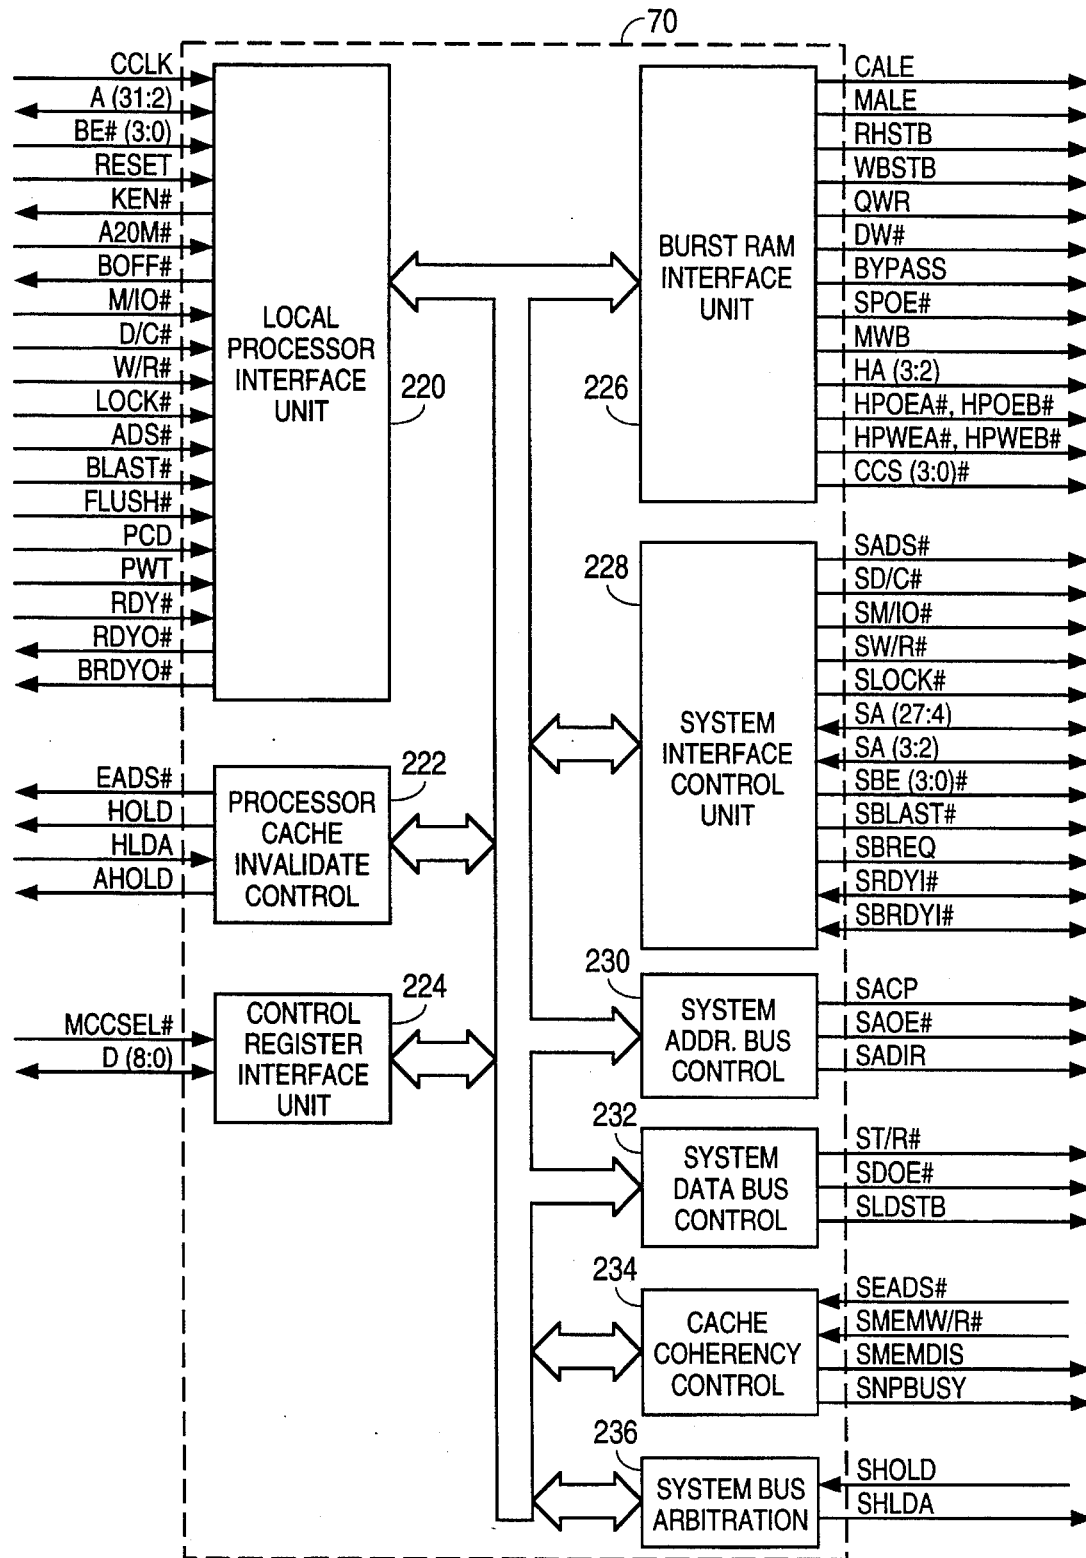 70
CCLK
A (31:2)
BE# (3:0)
RESET
KEN#
A20M#
BOFF#
M/IO#
D/C#
W/R#
LOCK#
ADS#
BLAST#
FLUSH#
PCD
PWT
RDY#
RDYO#
BRDYO#
LOCAL
PROCESSOR
INTERFACE
UNIT
220
EADS#
HOLD
HLDA
AHOLD
222
PROCESSOR
CACHE
INVALIDATE
CONTROL
MCCSEL#
D (8:0)
224
CONTROL
REGISTER
INTERFACE
UNIT
BURST RAM
INTERFACE
UNIT
226
CALE
MALE
RHSTB
WBSTB
QWR
DW#
BYPASS
SPOE#
MWB
HA (3:2)
HPOEA#, HPOEB#
HPWEA#, HPWEB#
CCS (3:0)#
228
SYSTEM
INTERFACE
CONTROL
UNIT
SADS#
SD/C#
SM/IO#
SW/R#
SLOCK#
SA (27:4)
SA (3:2)
SBE (3:0)#
SBLAST#
SBREQ
SRDYI#
SBRDYI#
230
SYSTEM
ADDR. BUS
CONTROL
SACP
SAOE#
SADIR
232
SYSTEM
DATA BUS
CONTROL
ST/R#
SDOE#
SLDSTB
234
CACHE
COHERENCY
CONTROL
SEADS#
SMEMW/R#
SMEMDIS
SNPBUSY
236
SYSTEM BUS
ARBITRATION
SHOLD
SHLDA